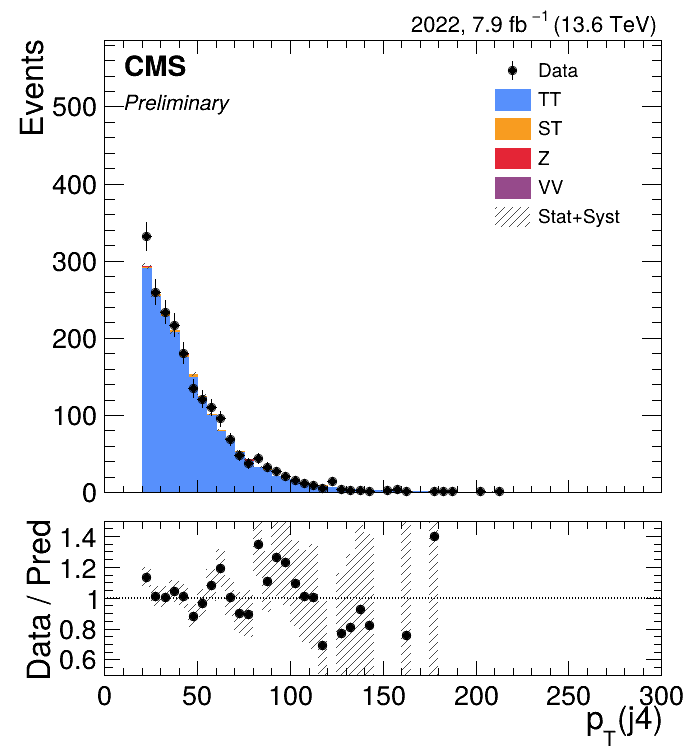 2022, 7.9 fb⁻¹ (13.6 TeV)
CMS
Preliminary
Data
TT
ST
Z
VV
Stat+Syst
Events
500
400
300
200
100
0
Data / Pred
1.4
1.2
1
0.8
0.6
0 50 100 150 200 250 300
p_T(j4)